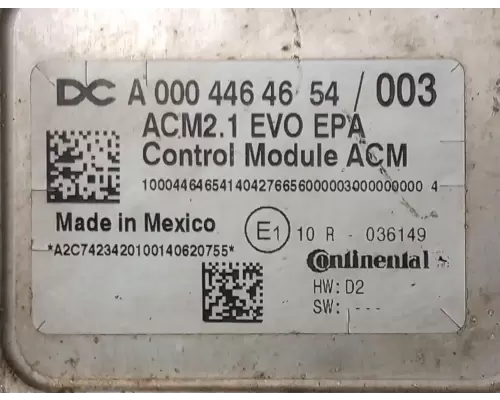 DC A 000 446 46 54 / 003
ACM2.1 EVO EPA
Control Module ACM
100044646541404276656000003000000000 4
Made in Mexico
E1 10 R - 036149
*A2C7423420100140620755*
Continental
HW: D2
SW: ---